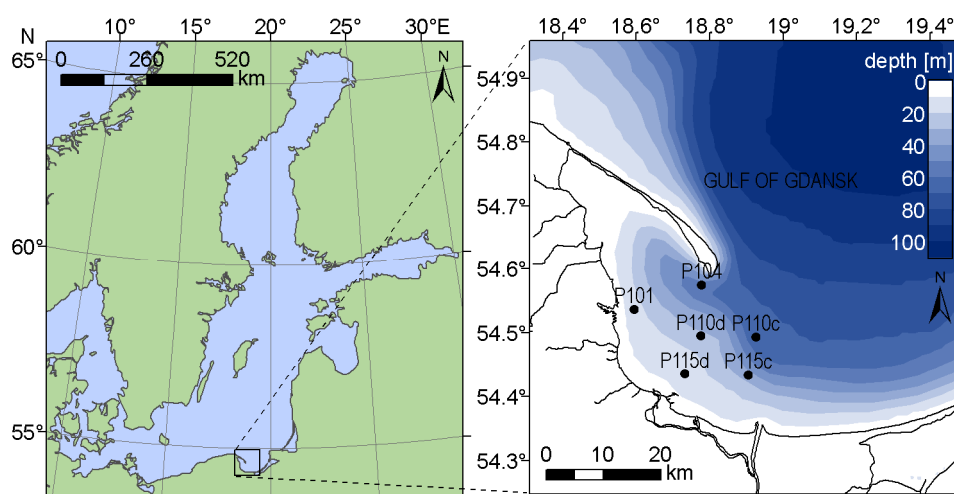 N 10° 15° 20° 25° 30°E
65°
0 260 520
km
N
60°
55°
18.4° 18.6° 18.8° 19° 19.2° 19.4°
54.9°
54.8°
54.7°
54.6°
54.5°
54.4°
54.3°
depth [m]
0
20
40
60
80
100
GULF OF GDANSK
N
P104
P101
P110d P110c
P115d P115c
0 10 20
km